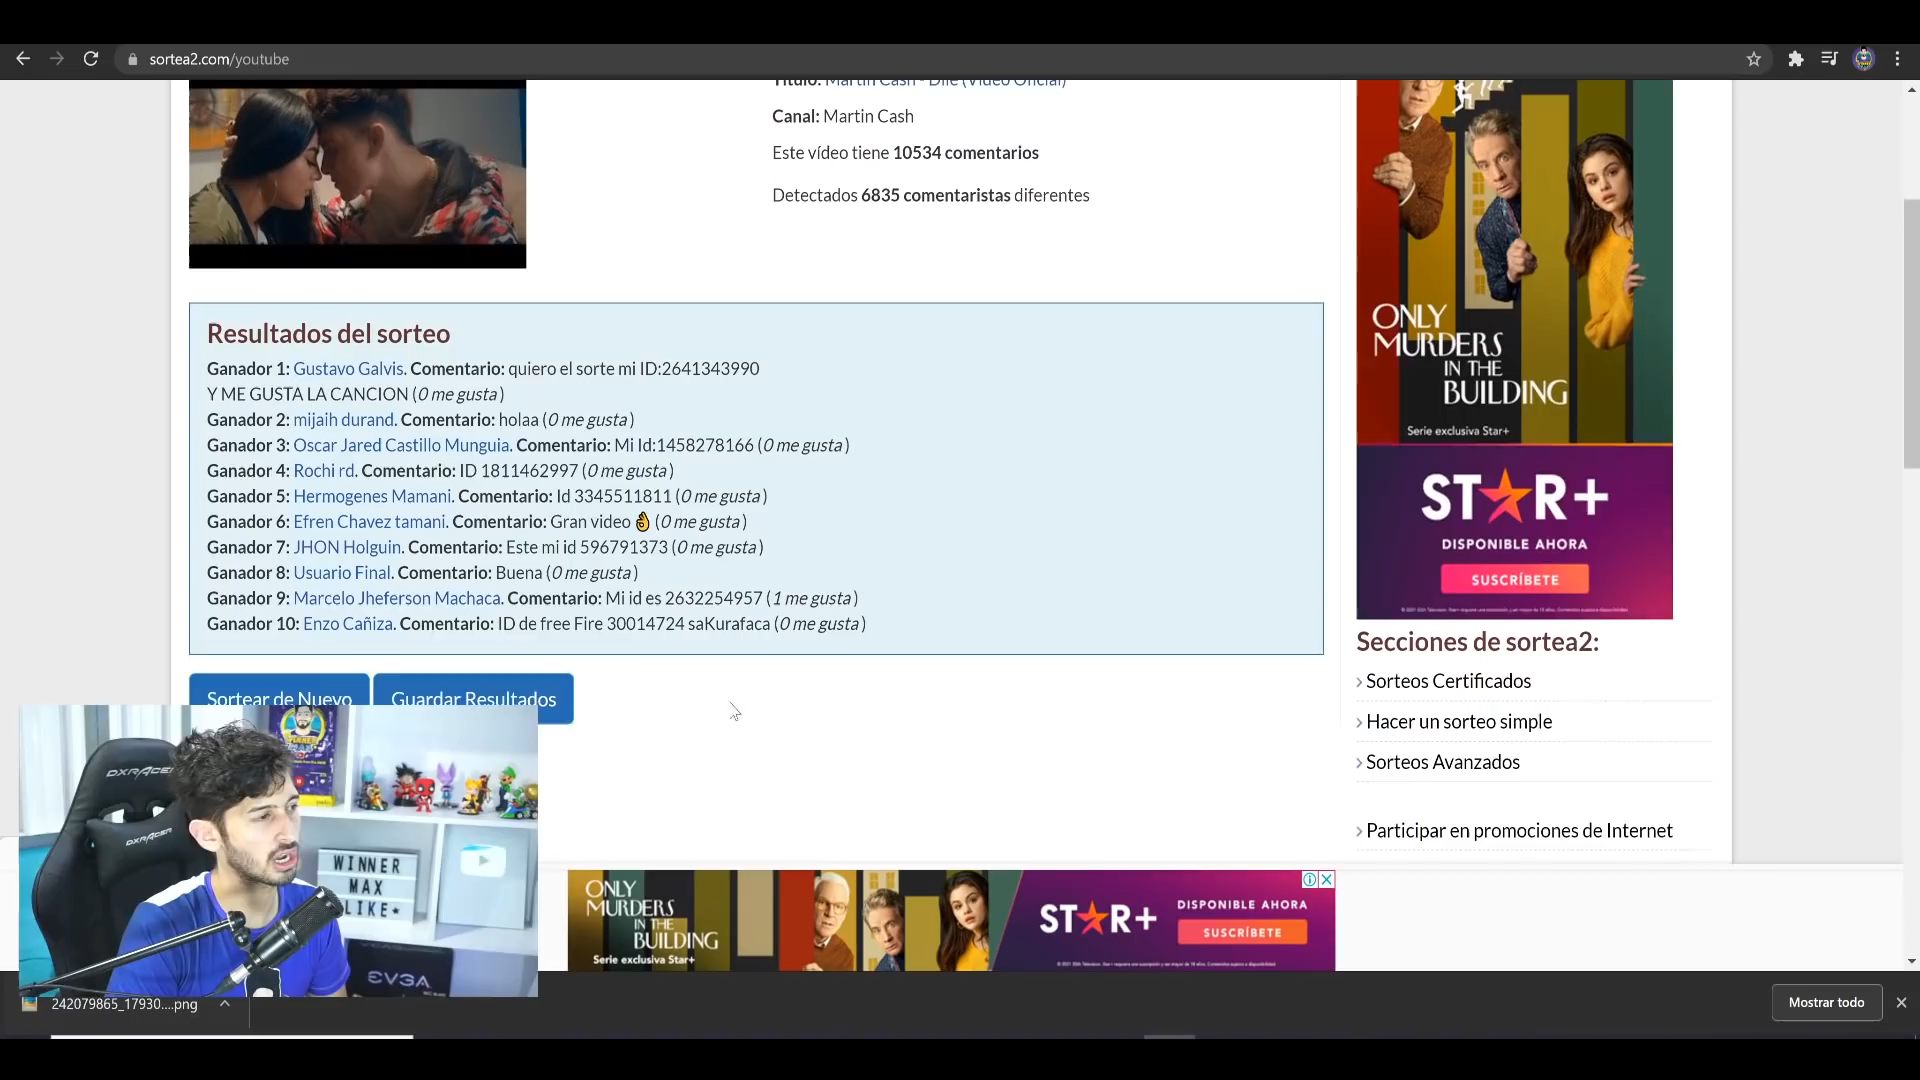 sortea2.com/youtube
Título: Martin Cash - Dile (Video Oficial)
Canal: Martin Cash
Este vídeo tiene 10534 comentarios
Detectados 6835 comentaristas diferentes
Resultados del sorteo
Ganador 1: Gustavo Galvis. Comentario: quiero el sorte mi ID:2641343990
Y ME GUSTA LA CANCION (0 me gusta )
Ganador 2: mijaih durand. Comentario: holaa (0 me gusta )
Ganador 3: Oscar Jared Castillo Munguia. Comentario: Mi Id:1458278166 (0 me gusta )
Ganador 4: Rochi rd. Comentario: ID 1811462997 (0 me gusta )
Ganador 5: Hermogenes Mamani. Comentario: Id 3345511811 (0 me gusta )
Ganador 6: Efren Chavez tamani. Comentario: Gran video👌 (0 me gusta )
Ganador 7: JHON Holguin. Comentario: Este mi id 596791373 (0 me gusta )
Ganador 8: Usuario Final. Comentario: Buena (0 me gusta )
Ganador 9: Marcelo Jheferson Machaca. Comentario: Mi id es 2632254957 (1 me gusta )
Ganador 10: Enzo Cañiza. Comentario: ID de free Fire 30014724 saKurafaca (0 me gusta )
Sortear de Nuevo
Guardar Resultados
ONLY
MURDERS
IN THE
BUILDING
Serie exclusiva Star+
STAR+
DISPONIBLE AHORA
SUSCRÍBETE
Secciones de sortea2:
Sorteos Certificados
Hacer un sorteo simple
Sorteos Avanzados
Participar en promociones de Internet
DXRACER
DXRACER
WINNER
MAX
LIKE★
EVGA
ONLY
MURDERS
IN THE
BUILDING
Serie exclusiva Star+
STAR+
DISPONIBLE AHORA
SUSCRÍBETE
242079865_17930....png
Mostrar todo